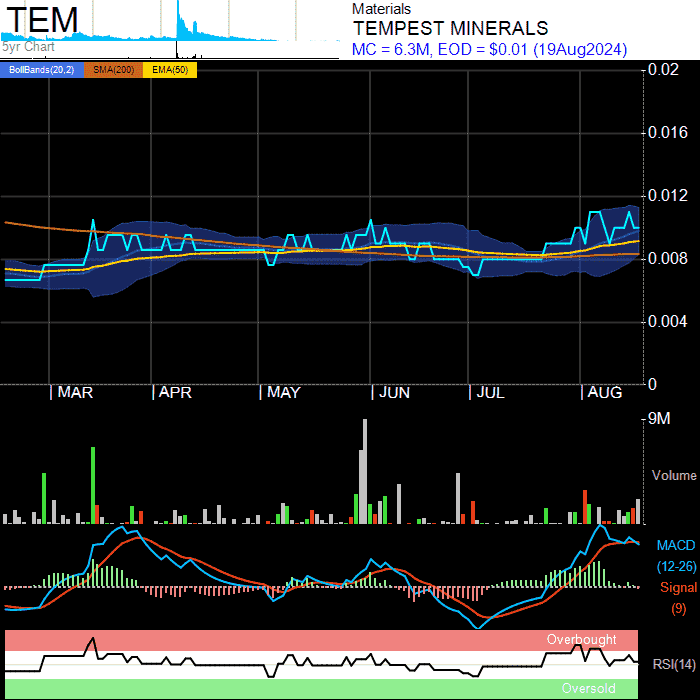 TEM
5yr Chart
Materials
TEMPEST MINERALS
MC = 6.3M, EOD = $0.01 (19Aug2024)
BollBands(20,2) SMA(200) EMA(50)
0.02
0.016
0.012
0.008
0.004
0
MAR APR MAY JUN JUL AUG
9M
Volume
MACD
(12-26)
Signal
(9)
Overbought
RSI(14)
Oversold